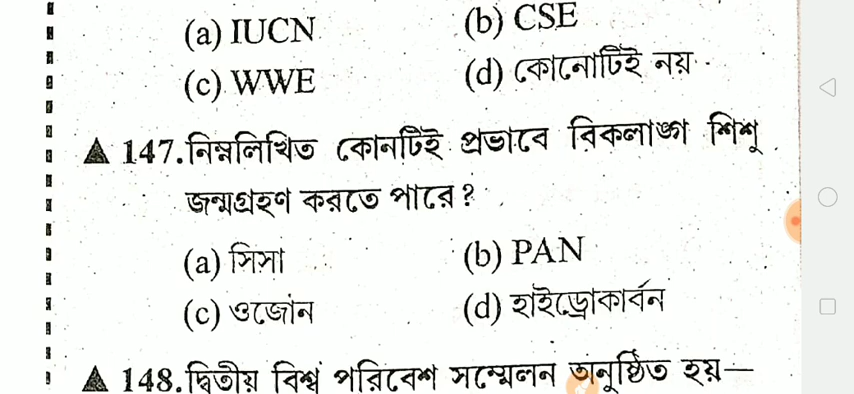 (a) IUCN (b) CSE
(c) WWE (d) কোনোটিই নয়
▲ 147. নিম্নলিখিত কোনটিই প্রভাবে বিকলাঙ্গ শিশু
জন্মগ্রহণ করতে পারে?
(a) সিসা (b) PAN
(c) ওজোন (d) হাইড্রোকার্বন
▲ 148. দ্বিতীয় বিশ্ব পরিবেশ সম্মেলন অনুষ্ঠিত হয়—